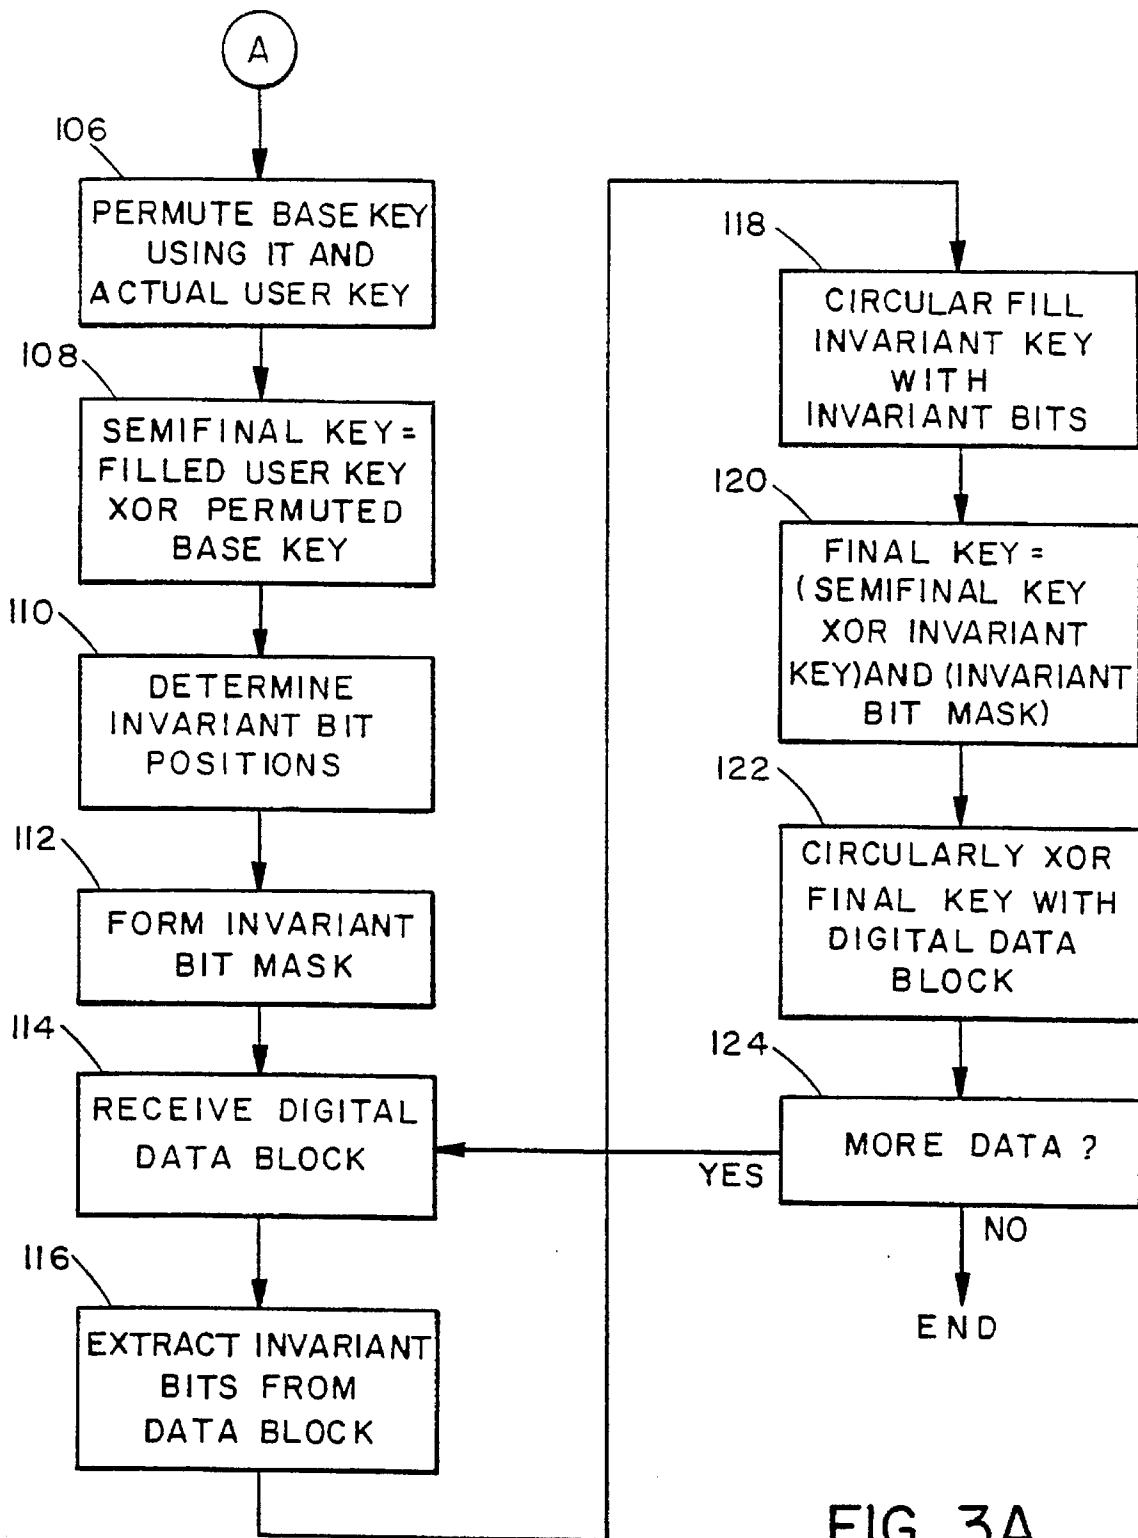 A
106
PERMUTE BASE KEY
USING IT AND
ACTUAL USER KEY
108
SEMIFINAL KEY=
FILLED USER KEY
XOR PERMUTED
BASE KEY
110
DETERMINE
INVARIANT BIT
POSITIONS
112
FORM INVARIANT
BIT MASK
114
RECEIVE DIGITAL
DATA BLOCK
116
EXTRACT INVARIANT
BITS FROM
DATA BLOCK
118
CIRCULAR FILL
INVARIANT KEY
WITH
INVARIANT BITS
120
FINAL KEY=
(SEMIFINAL KEY
XOR INVARIANT
KEY)AND(INVARIANT
BIT MASK)
122
CIRCULARLY XOR
FINAL KEY WITH
DIGITAL DATA
BLOCK
124
MORE DATA ?
YES
NO
END
FIG. 3A